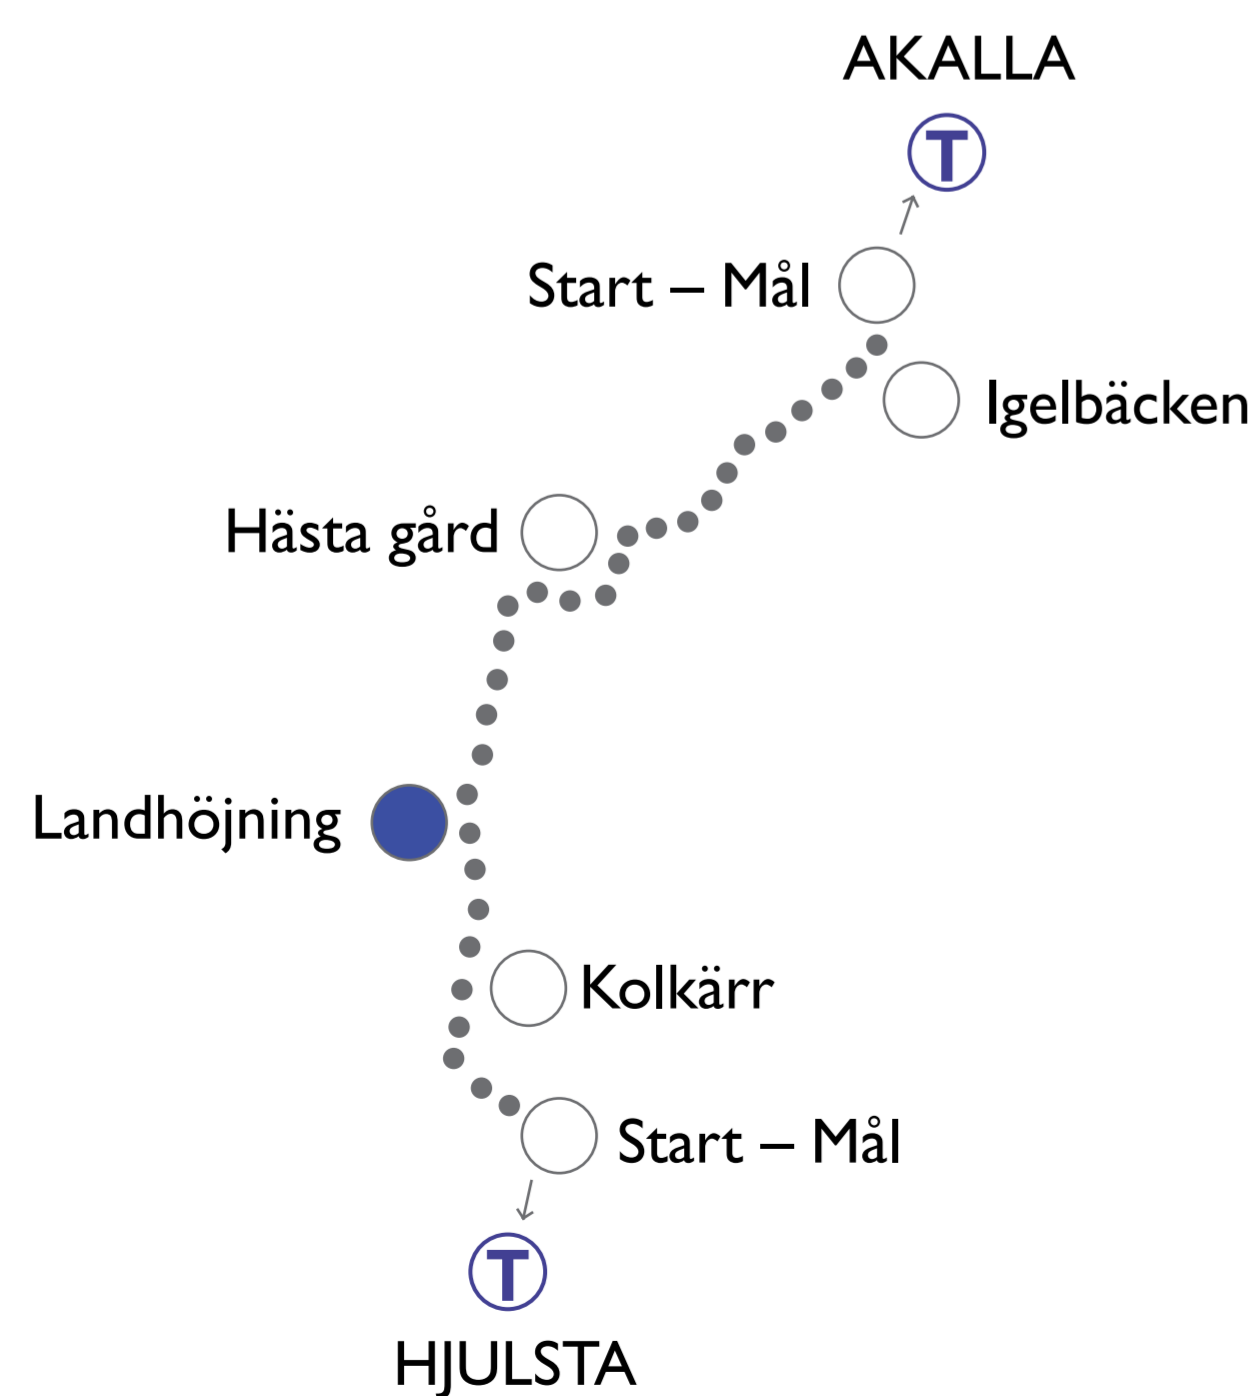 AKALLA
T
Start – Mål
Igelbäcken
Hästa gård
Landhöjning
Kolkärr
Start – Mål
T
HJULSTA